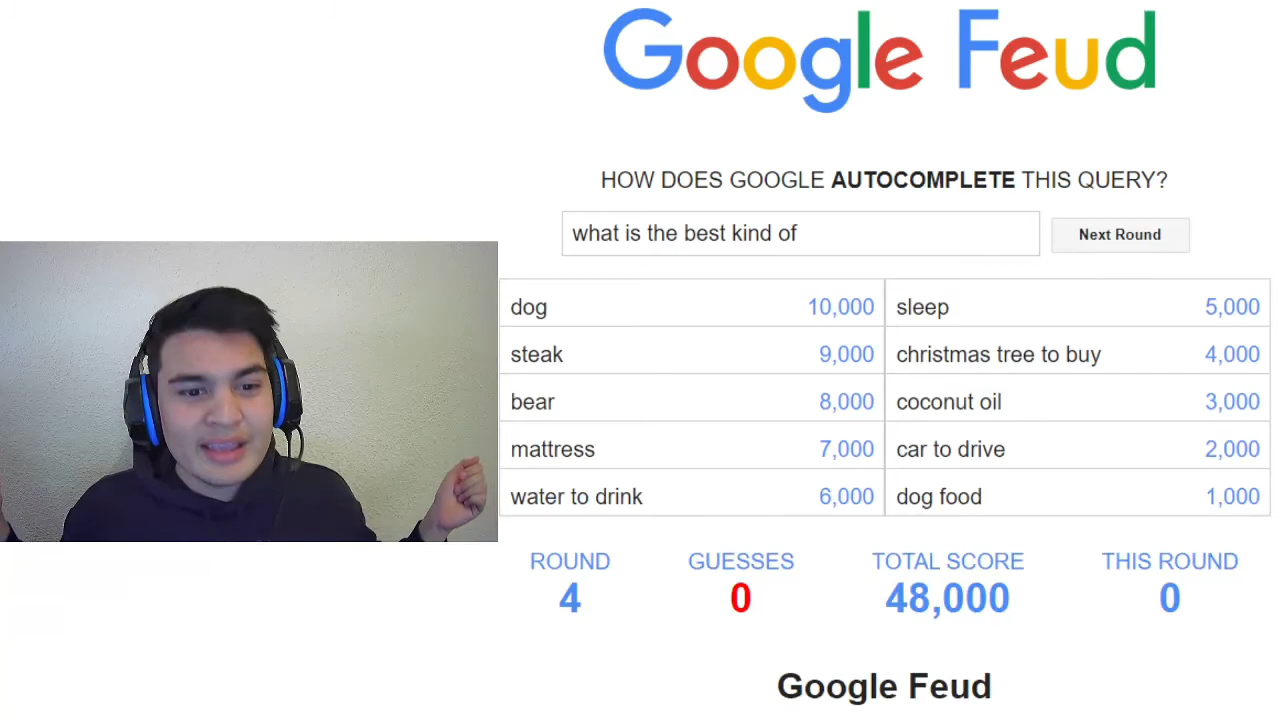 Google Feud
HOW DOES GOOGLE AUTOCOMPLETE THIS QUERY?
what is the best kind of
Next Round
dog 10,000 sleep 5,000
steak 9,000 christmas tree to buy 4,000
bear 8,000 coconut oil 3,000
mattress 7,000 car to drive 2,000
water to drink 6,000 dog food 1,000
ROUND GUESSES TOTAL SCORE THIS ROUND
4 0 48,000 0
Google Feud